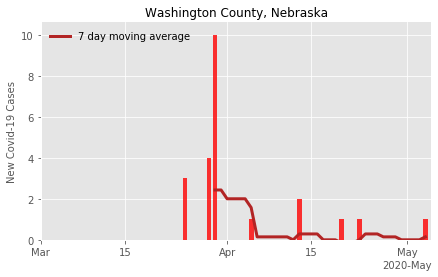 Washington County, Nebraska
7 day moving average
New Covid-19 Cases
10
8
6
4
2
0
Mar
15
Apr
15
May
2020-May